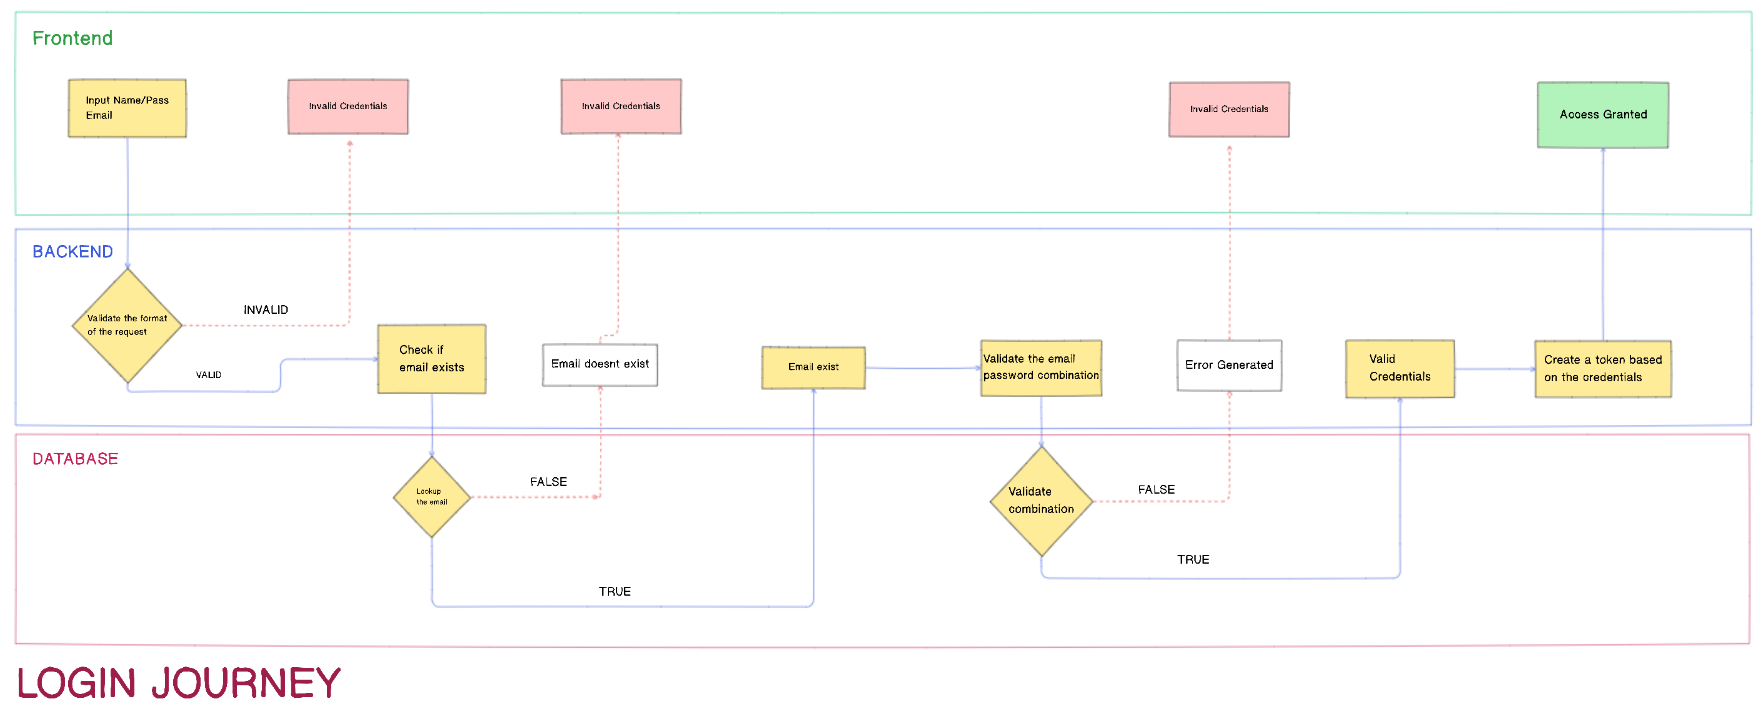 Frontend
Input Name/Pass
Email
Invalid Credentials
Invalid Credentials
Invalid Credentials
Access Granted
BACKEND
Validate the format
of the request
INVALID
VALID
Check if
email exists
Email doesnt exist
Email exist
Validate the email
password combination
Error Generated
Valid
Credentials
Create a token based
on the credentials
DATABASE
Lookup
the email
FALSE
TRUE
Validate
combination
FALSE
TRUE
LOGIN JOURNEY